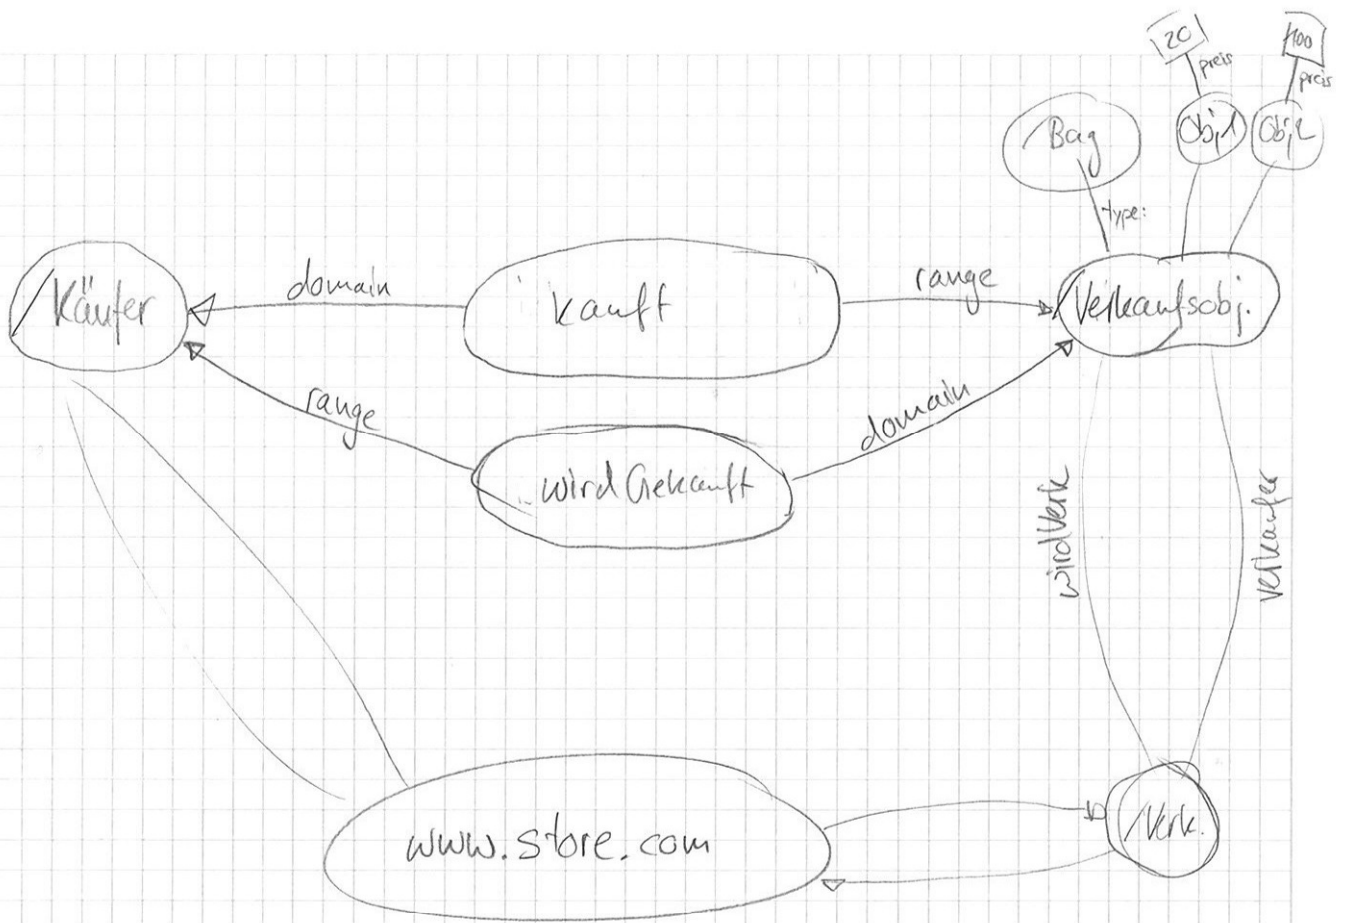 20
100
preis
preis
/Bag
Obj1
Obj2
type:
/Käufer
domain
kauft
range
/Verkaufsobj.
range
domain
wirdGekauft
wirdVerk
verkaufer
www.store.com
/Verk.